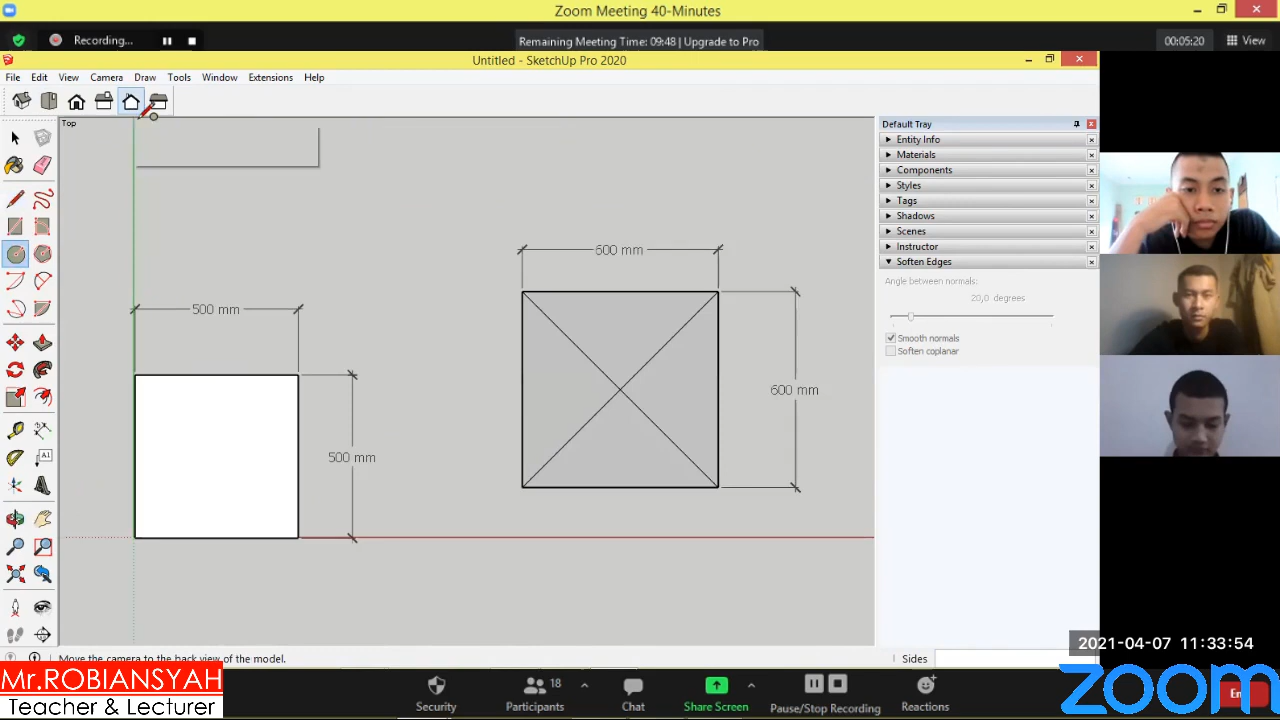 Zoom Meeting 40-Minutes
Recording...
Remaining Meeting Time: 09:48 | Upgrade to Pro
00:05:20
View
Untitled - SketchUp Pro 2020
File Edit View Camera Draw Tools Window Extensions Help
Top
Default Tray
Entity Info
Materials
Components
Styles
Tags
Shadows
Scenes
Instructor
Soften Edges
Angle between normals:
20,0 degrees
Smooth normals
Soften coplanar
600 mm
500 mm
600 mm
500 mm
A1
Move the camera to the back view of the model.
Sides
2021-04-07 11:33:54
Mr.ROBIANSYAH
Teacher & Lecturer
Security
Participants
18
Chat
Share Screen
Pause/Stop Recording
Reactions
zoom